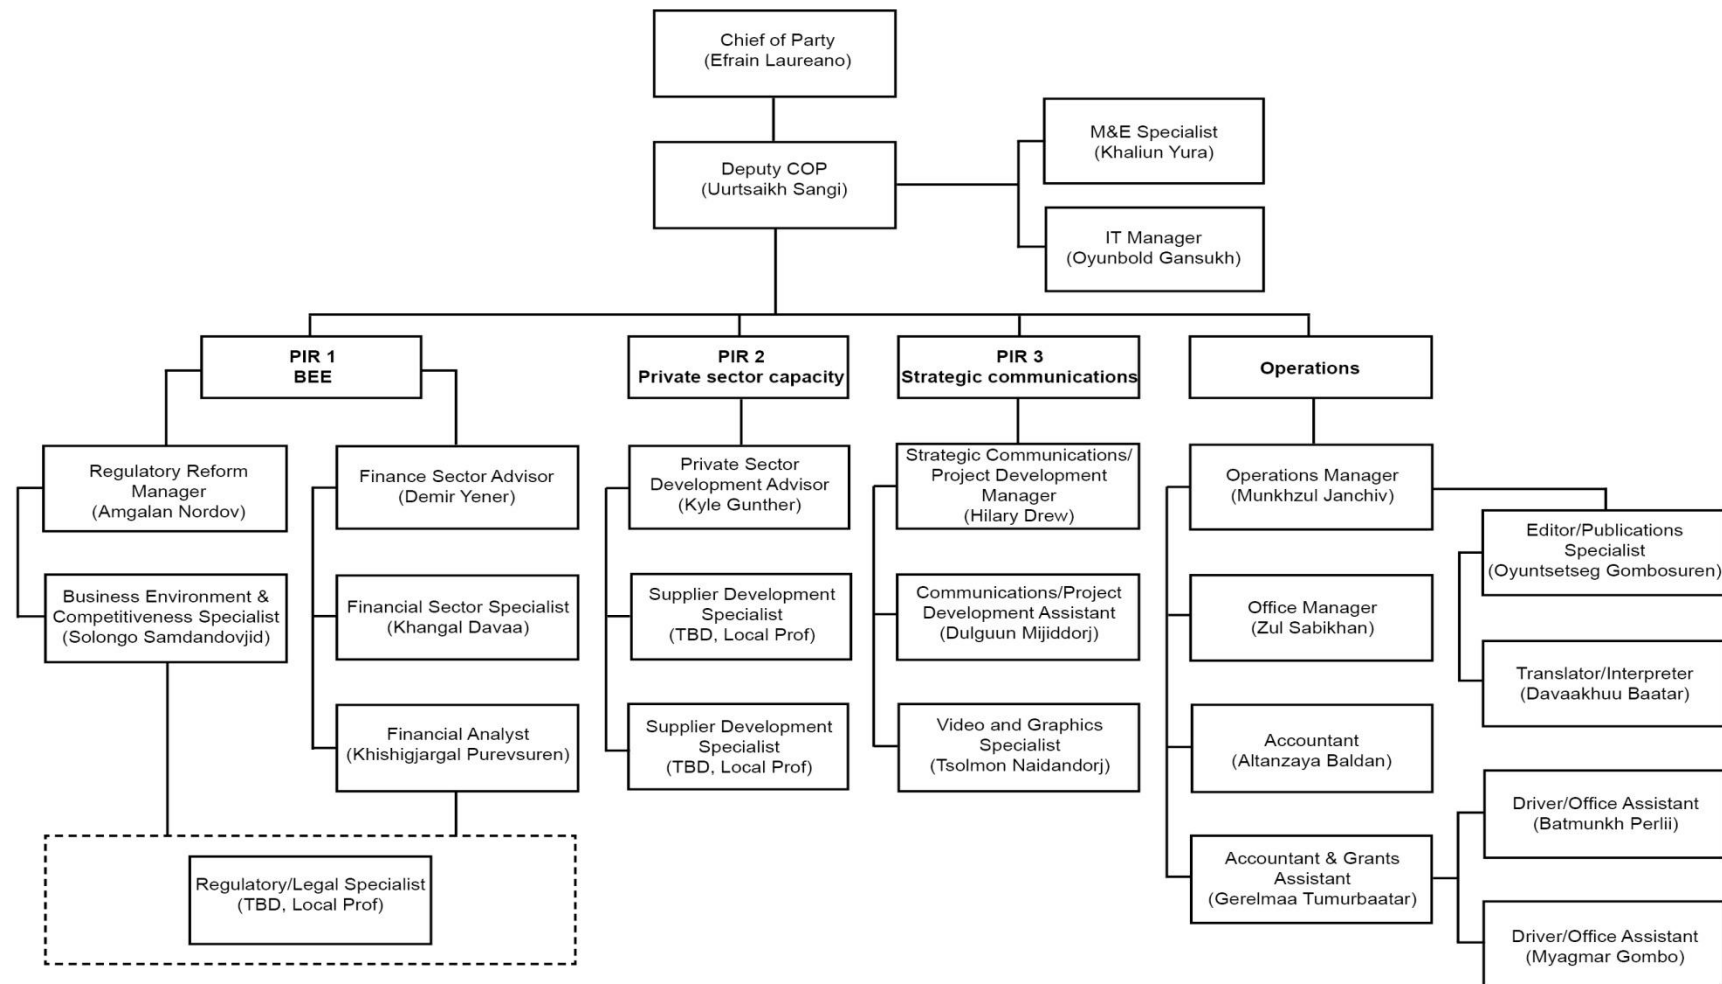 Chief of Party
(Efrain Laureano)
M&E Specialist
(Khaliun Yura)
Deputy COP
(Uurtsaikh Sangi)
IT Manager
(Oyunbold Gansukh)
PIR 1
BEE
PIR 2
Private sector capacity
PIR 3
Strategic communications
Operations
Regulatory Reform
Manager
(Amgalan Nordov)
Finance Sector Advisor
(Demir Yener)
Private Sector
Development Advisor
(Kyle Gunther)
Strategic Communications/
Project Development
Manager
(Hilary Drew)
Operations Manager
(Munkhzul Janchiv)
Editor/Publications
Specialist
(Oyuntsetseg Gombosuren)
Business Environment &
Competitiveness Specialist
(Solongo Samdandovjid)
Financial Sector Specialist
(Khangal Davaa)
Supplier Development
Specialist
(TBD, Local Prof)
Communications/Project
Development Assistant
(Dulguun Mijiddorj)
Office Manager
(Zul Sabikhan)
Translator/Interpreter
(Davaakhuu Baatar)
Financial Analyst
(Khishigjargal Purevsuren)
Supplier Development
Specialist
(TBD, Local Prof)
Video and Graphics
Specialist
(Tsolmon Naidandorj)
Accountant
(Altanzaya Baldan)
Driver/Office Assistant
(Batmunkh Perlii)
Regulatory/Legal Specialist
(TBD, Local Prof)
Accountant & Grants
Assistant
(Gerelmaa Tumurbaatar)
Driver/Office Assistant
(Myagmar Gombo)